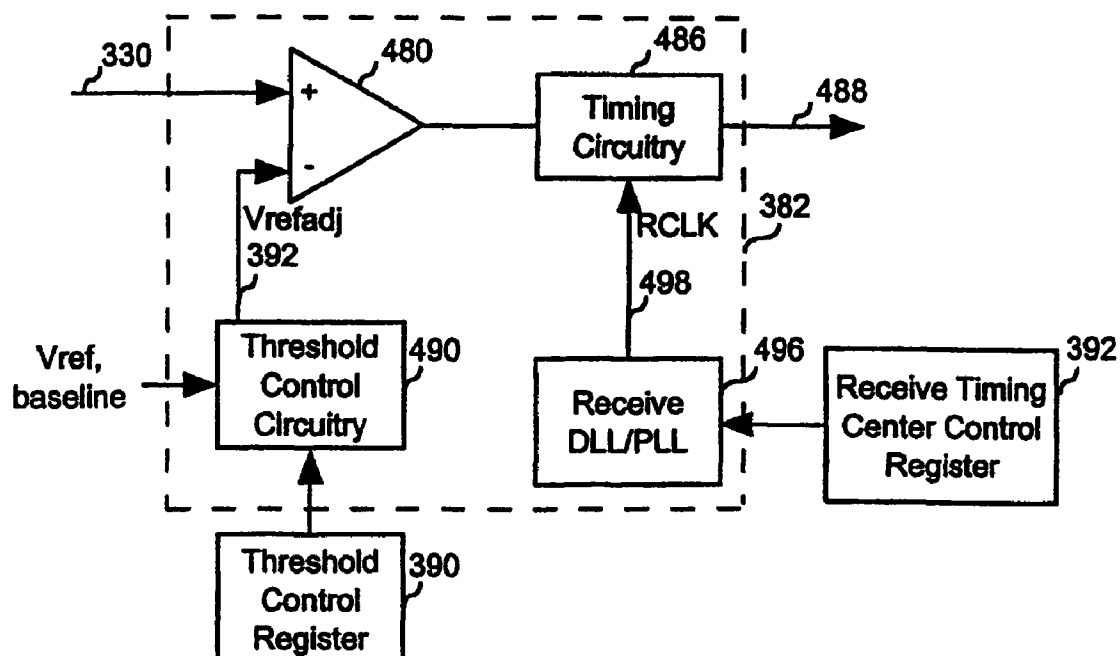 330
480
486
488
+
-
Timing
Circuitry
Vrefadj
392
RCLK
382
498
Vref,
baseline
Threshold
Control
Circuitry
490
Receive
DLL/PLL
496
Receive Timing
Center Control
Register
392
Threshold
Control
Register
390